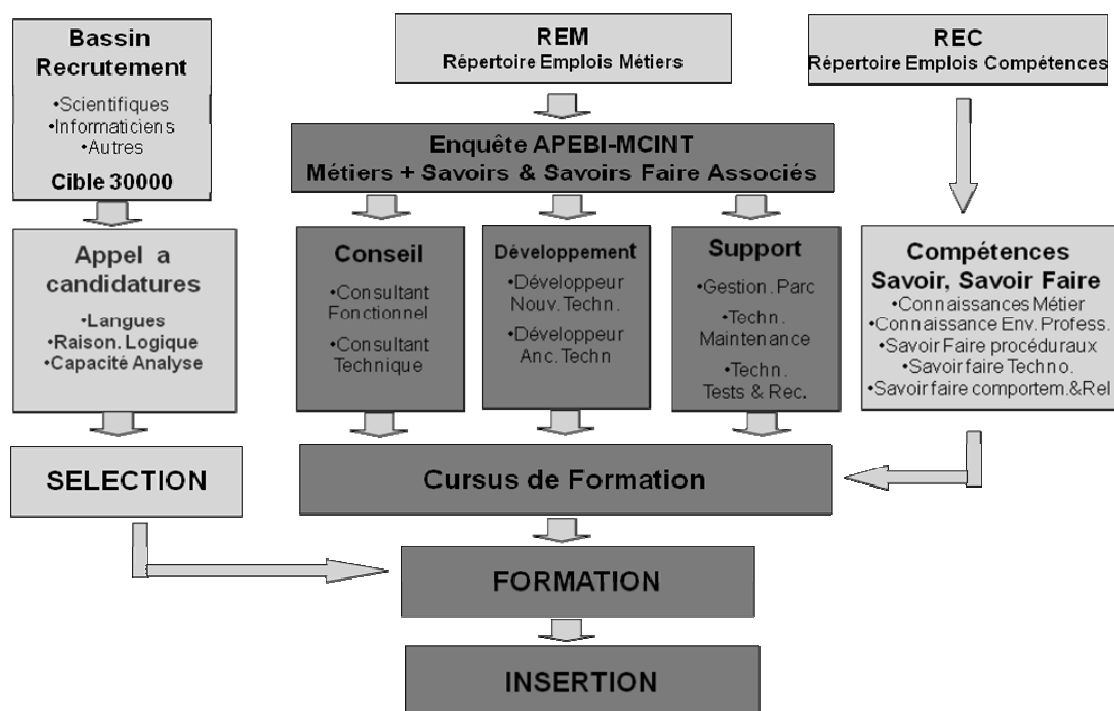 Bassin
Recrutement
•Scientifiques
•Informaticiens
•Autres
Cible 30000
REM
Répertoire Emplois Métiers
REC
Répertoire Emplois Compétences
Enquête APEBI-MCINT
Métiers + Savoirs & Savoirs Faire Associés
Appel a
candidatures
•Langues
•Raison. Logique
•Capacité Analyse
Conseil
•Consultant
Fonctionnel
•Consultant
Technique
Développement
•Développeur
Nouv. Techn.
•Développeur
Anc. Techn
Support
•Gestion. Parc
•Techn.
Maintenance
•Techn.
Tests & Rec.
Compétences
Savoir, Savoir Faire
•Connaissances Métier
•Connaissance Env. Profess.
•Savoir Faire procéduraux
•Savoir faire Techno.
•Savoir faire comportem.&Rel
SELECTION
Cursus de Formation
FORMATION
INSERTION